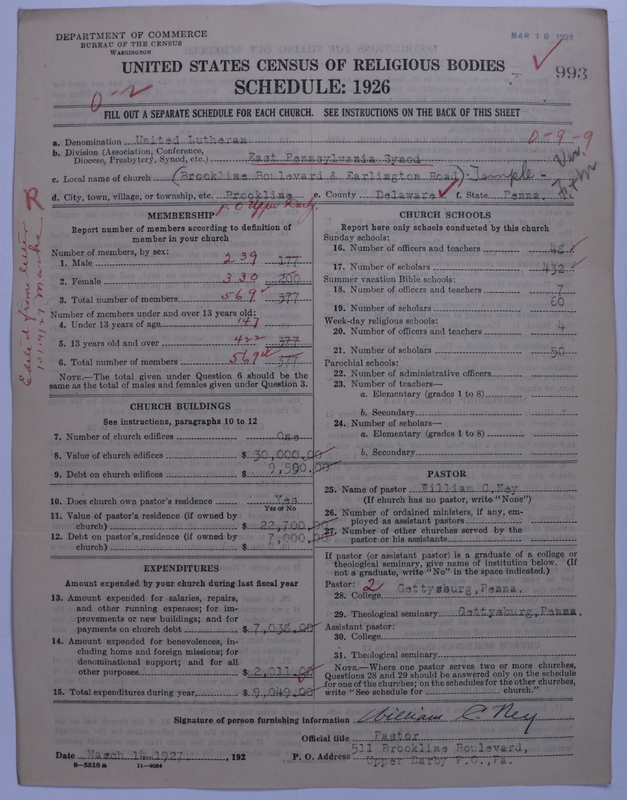 DEPARTMENT OF COMMERCE
BUREAU OF THE CENSUS
WASHINGTON
MAR 18 1927
UNITED STATES CENSUS OF RELIGIOUS BODIES
993
SCHEDULE: 1926
0-2
FILL OUT A SEPARATE SCHEDULE FOR EACH CHURCH. SEE INSTRUCTIONS ON THE BACK OF THIS SHEET
0-9-9
a. Denomination United Lutheran
b. Division (Association, Conference, Diocese, Presbytery, Synod, etc.) East Pennsylvania Synod
c. Local name of church (Brookline Boulevard & Earlington Road) Temple -
d. City, town, village, or township, etc. Brookline e. County Delaware f. State Penna.
P.O. Upper Darby.
R
Edited from letter
MEMBERSHIP
Report number of members according to definition of member in your church
Number of members, by sex:
1. Male 239 177
2. Female 330 200
3. Total number of members 569 377
Number of members under and over 13 years old:
4. Under 13 years of age 147
5. 13 years old and over 422 377
6. Total number of members 569 377
NOTE.—The total given under Question 6 should be the same as the total of males and females given under Question 3.
CHURCH BUILDINGS
See instructions, paragraphs 10 to 12
7. Number of church edifices One
8. Value of church edifices $ 30,000.00
9. Debt on church edifices $ 9,590.00
10. Does church own pastor's residence Yes
Yes or No
11. Value of pastor's residence (if owned by church) $ 22,700.00
12. Debt on pastor's residence (if owned by church) $ 7,000.00
EXPENDITURES
Amount expended by your church during last fiscal year
13. Amount expended for salaries, repairs, and other running expenses; for improvements or new buildings; and for payments on church debt $ 7,038.00
14. Amount expended for benevolences, including home and foreign missions; for denominational support; and for all other purposes $ 2,011.00
15. Total expenditures during year $ 9,049.00
CHURCH SCHOOLS
Report here only schools conducted by this church
Sunday schools:
16. Number of officers and teachers 48
17. Number of scholars 432
Summer vacation Bible schools:
18. Number of officers and teachers 7
19. Number of scholars 60
Week-day religious schools:
20. Number of officers and teachers 4
21. Number of scholars 50
Parochial schools:
22. Number of administrative officers
23. Number of teachers—
a. Elementary (grades 1 to 8)
b. Secondary
24. Number of scholars—
a. Elementary (grades 1 to 8)
b. Secondary
PASTOR
25. Name of pastor William C. Ney
(If church has no pastor, write "None")
26. Number of ordained ministers, if any, employed as assistant pastors
27. Number of other churches served by the pastor or his assistants
If pastor (or assistant pastor) is a graduate of a college or theological seminary, give name of institution below. (If not a graduate, write "No" in the space indicated.)
Pastor: 2
28. College Gettysburg, Penna.
29. Theological seminary Gettysburg, Penna.
Assistant pastor:
30. College
31. Theological seminary
NOTE.—Where one pastor serves two or more churches, Questions 28 and 29 should be answered only on the schedule for one of the churches; on the schedules for the other churches, write "See schedule for church."
Signature of person furnishing information William C. Ney
Official title Pastor
Date March 14 1927. , 192 P. O. Address 511 Brookline Boulevard,
Upper Darby P.O., Pa.
8-5518 a 11-9084